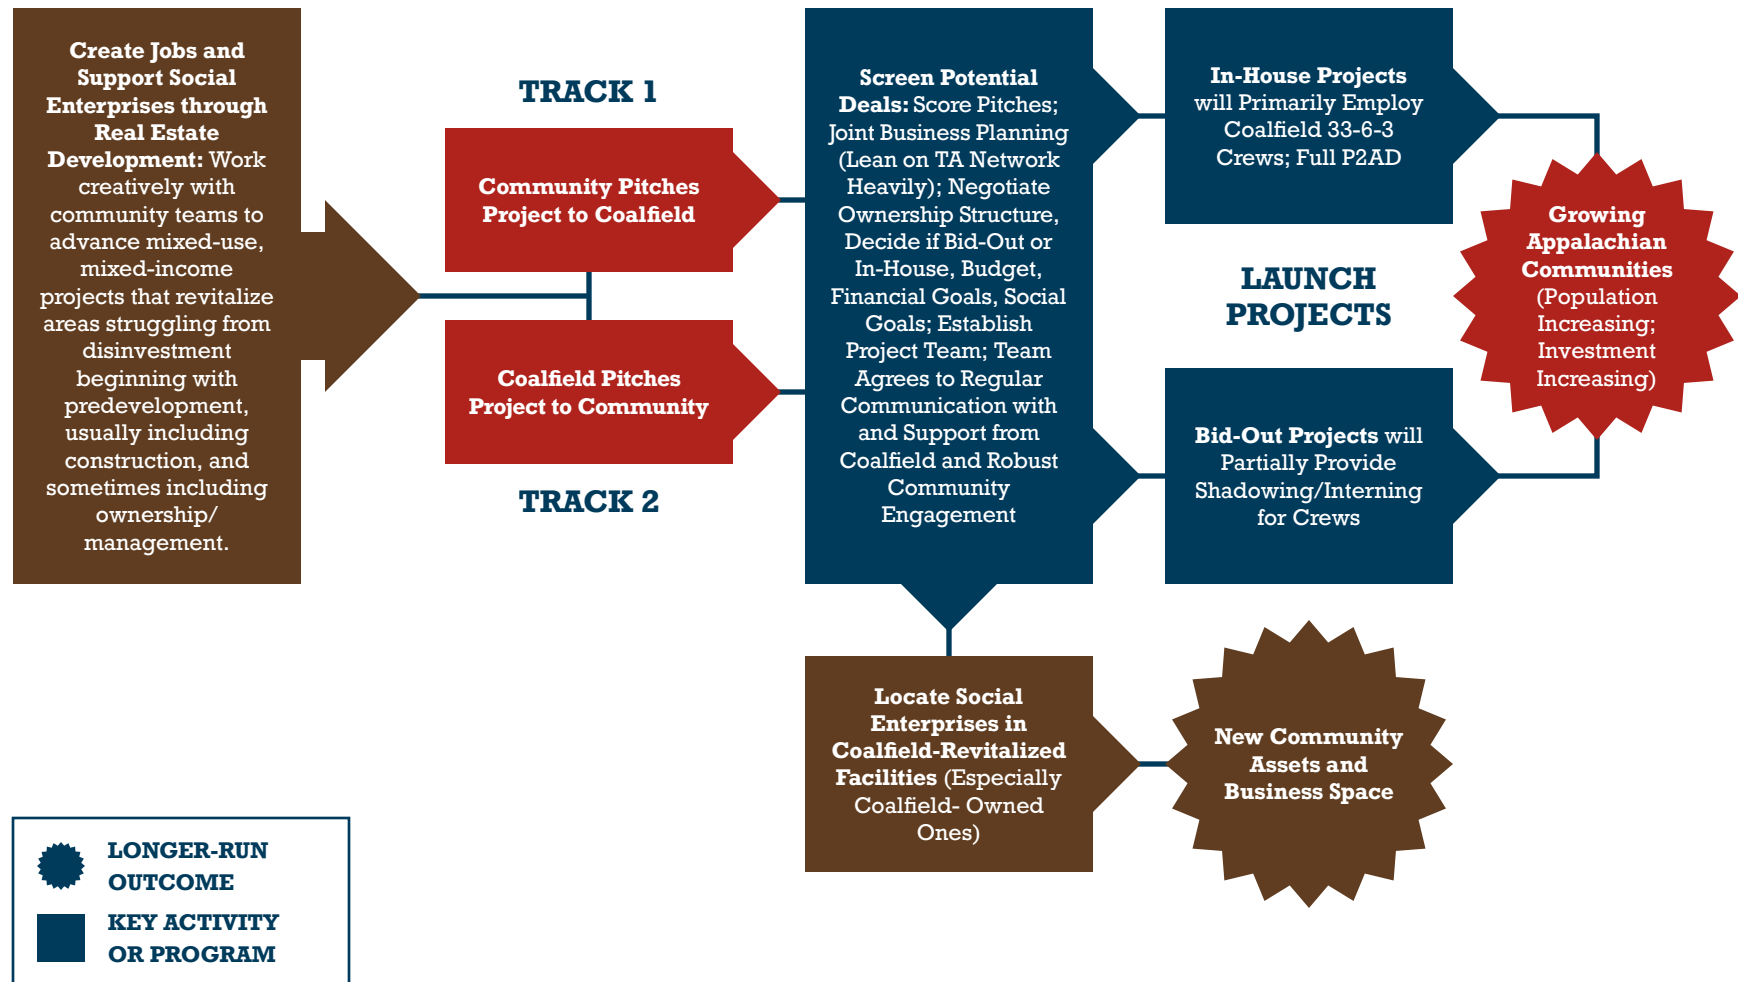 Create Jobs and
Support Social
Enterprises through
Real Estate
Development: Work
creatively with
community teams to
advance mixed-use,
mixed-income
projects that revitalize
areas struggling from
disinvestment
beginning with
predevelopment,
usually including
construction, and
sometimes including
ownership/
management.
TRACK 1
Community Pitches
Project to Coalfield
Coalfield Pitches
Project to Community
TRACK 2
Screen Potential
Deals: Score Pitches;
Joint Business Planning
(Lean on TA Network
Heavily); Negotiate
Ownership Structure,
Decide if Bid-Out or
In-House, Budget,
Financial Goals, Social
Goals; Establish
Project Team; Team
Agrees to Regular
Communication with
and Support from
Coalfield and Robust
Community
Engagement
In-House Projects
will Primarily Employ
Coalfield 33-6-3
Crews; Full P2AD
LAUNCH
PROJECTS
Bid-Out Projects will
Partially Provide
Shadowing/Interning
for Crews
Growing
Appalachian
Communities
(Population
Increasing;
Investment
Increasing)
Locate Social
Enterprises in
Coalfield-Revitalized
Facilities (Especially
Coalfield- Owned
Ones)
New Community
Assets and
Business Space
LONGER-RUN
OUTCOME
KEY ACTIVITY
OR PROGRAM